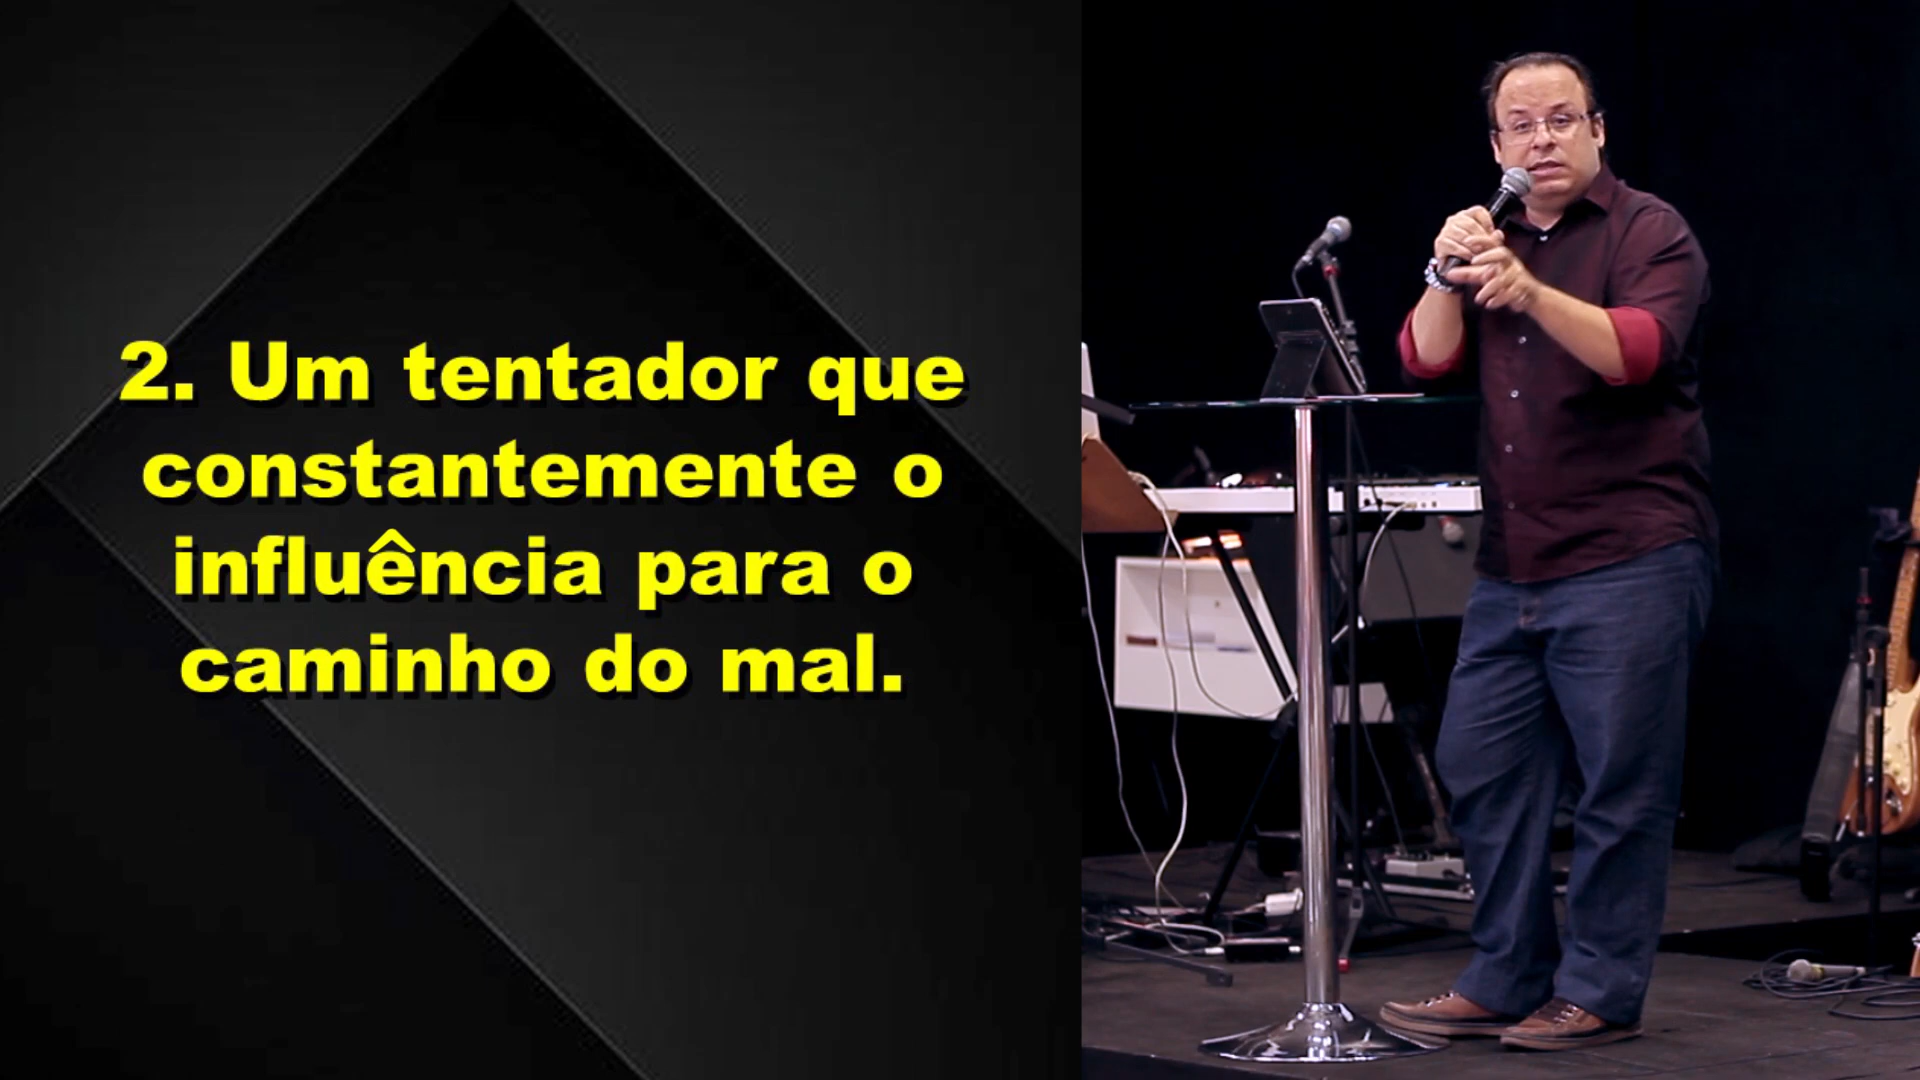 2. Um tentador que
constantemente o
influência para o
caminho do mal.